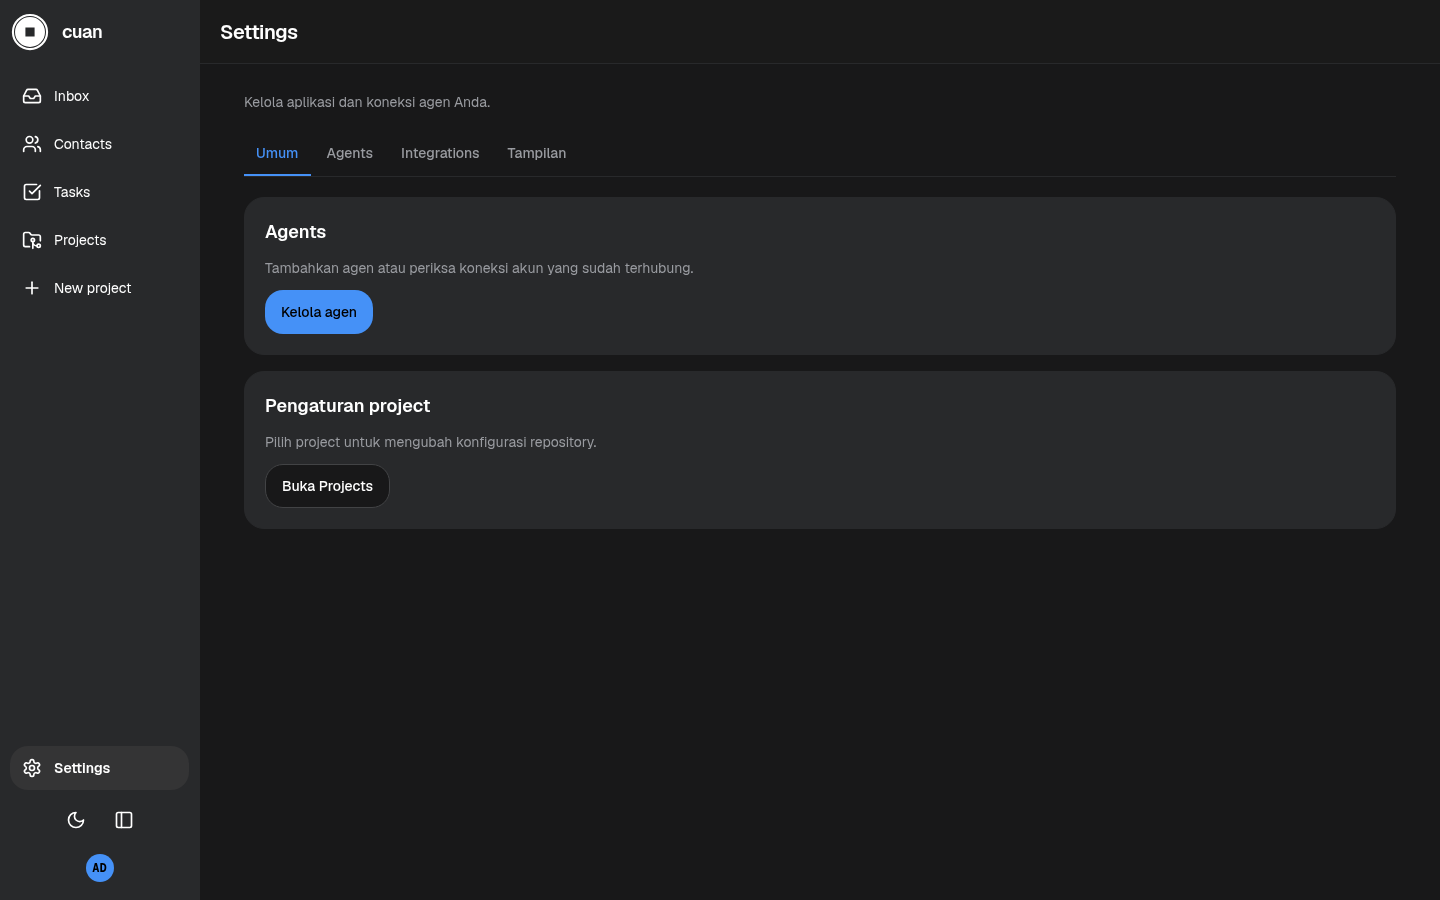 cuan
Inbox
Contacts
Tasks
Projects
New project
Settings
AD
Settings
Kelola aplikasi dan koneksi agen Anda.
Umum
Agents
Integrations
Tampilan
Agents
Tambahkan agen atau periksa koneksi akun yang sudah terhubung.
Kelola agen
Pengaturan project
Pilih project untuk mengubah konfigurasi repository.
Buka Projects